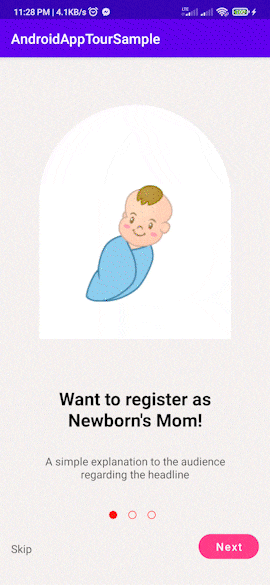 11:28 PM | 4.1KB/s
AndroidAppTourSample
Want to register as
Newborn's Mom!
A simple explanation to the audience
regarding the headline
Skip
Next